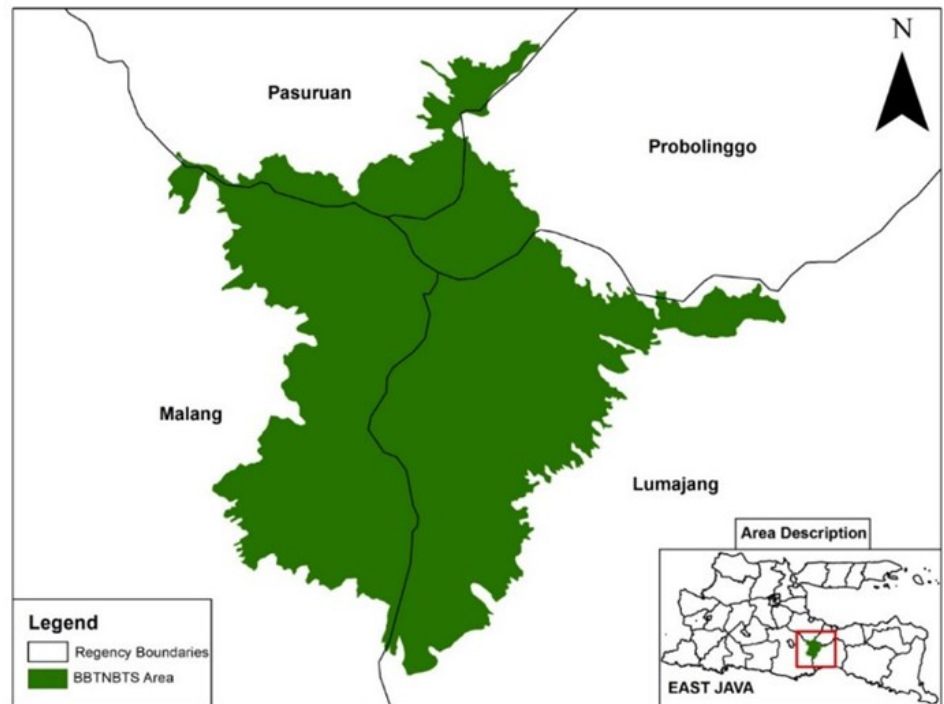 N
Pasuruan
Probolinggo
Malang
Lumajang
Area Description
EAST JAVA
Legend
Regency Boundaries
BBTNBTS Area